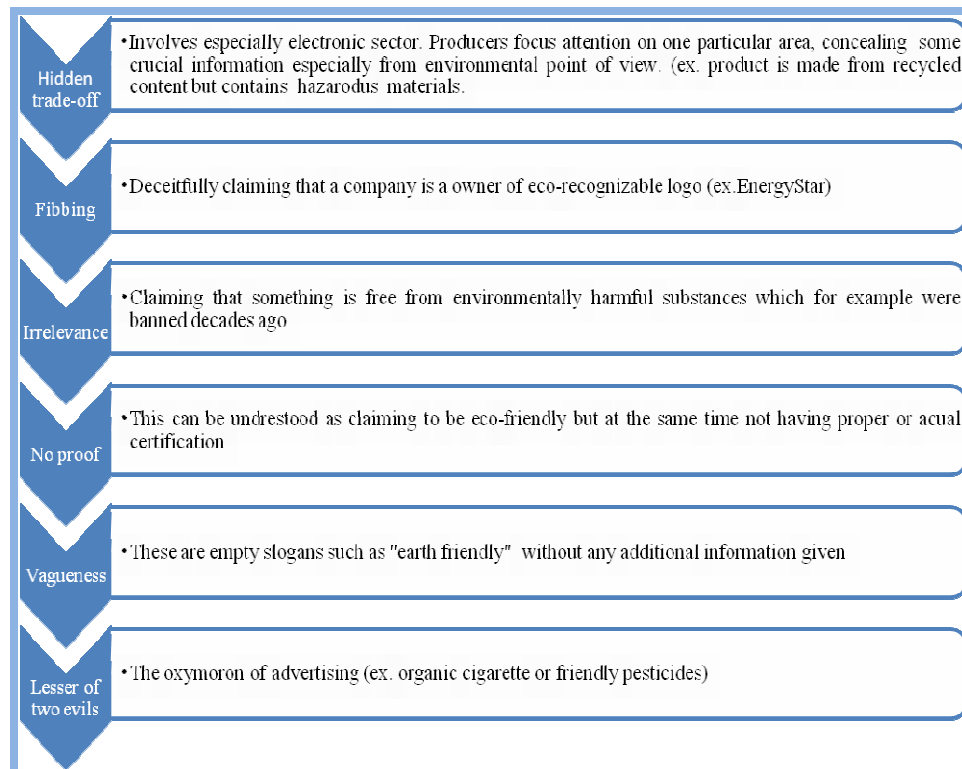 Hidden
trade-off
•Involves especially electronic sector. Producers focus attention on one particular area, concealing some
crucial information especially from environmental point of view. (ex. product is made from recycled
content but contains hazarodus materials.
Fibbing
•Deceitfully claiming that a company is a owner of eco-recognizable logo (ex.EnergyStar)
Irrelevance
•Claiming that something is free from environmentally harmful substances which for example were
banned decades ago
No proof
•This can be undrestood as claiming to be eco-friendly but at the same time not having proper or acual
certification
Vagueness
•These are empty slogans such as "earth friendly" without any additional information given
Lesser of
two evils
•The oxymoron of advertising (ex. organic cigarette or friendly pesticides)